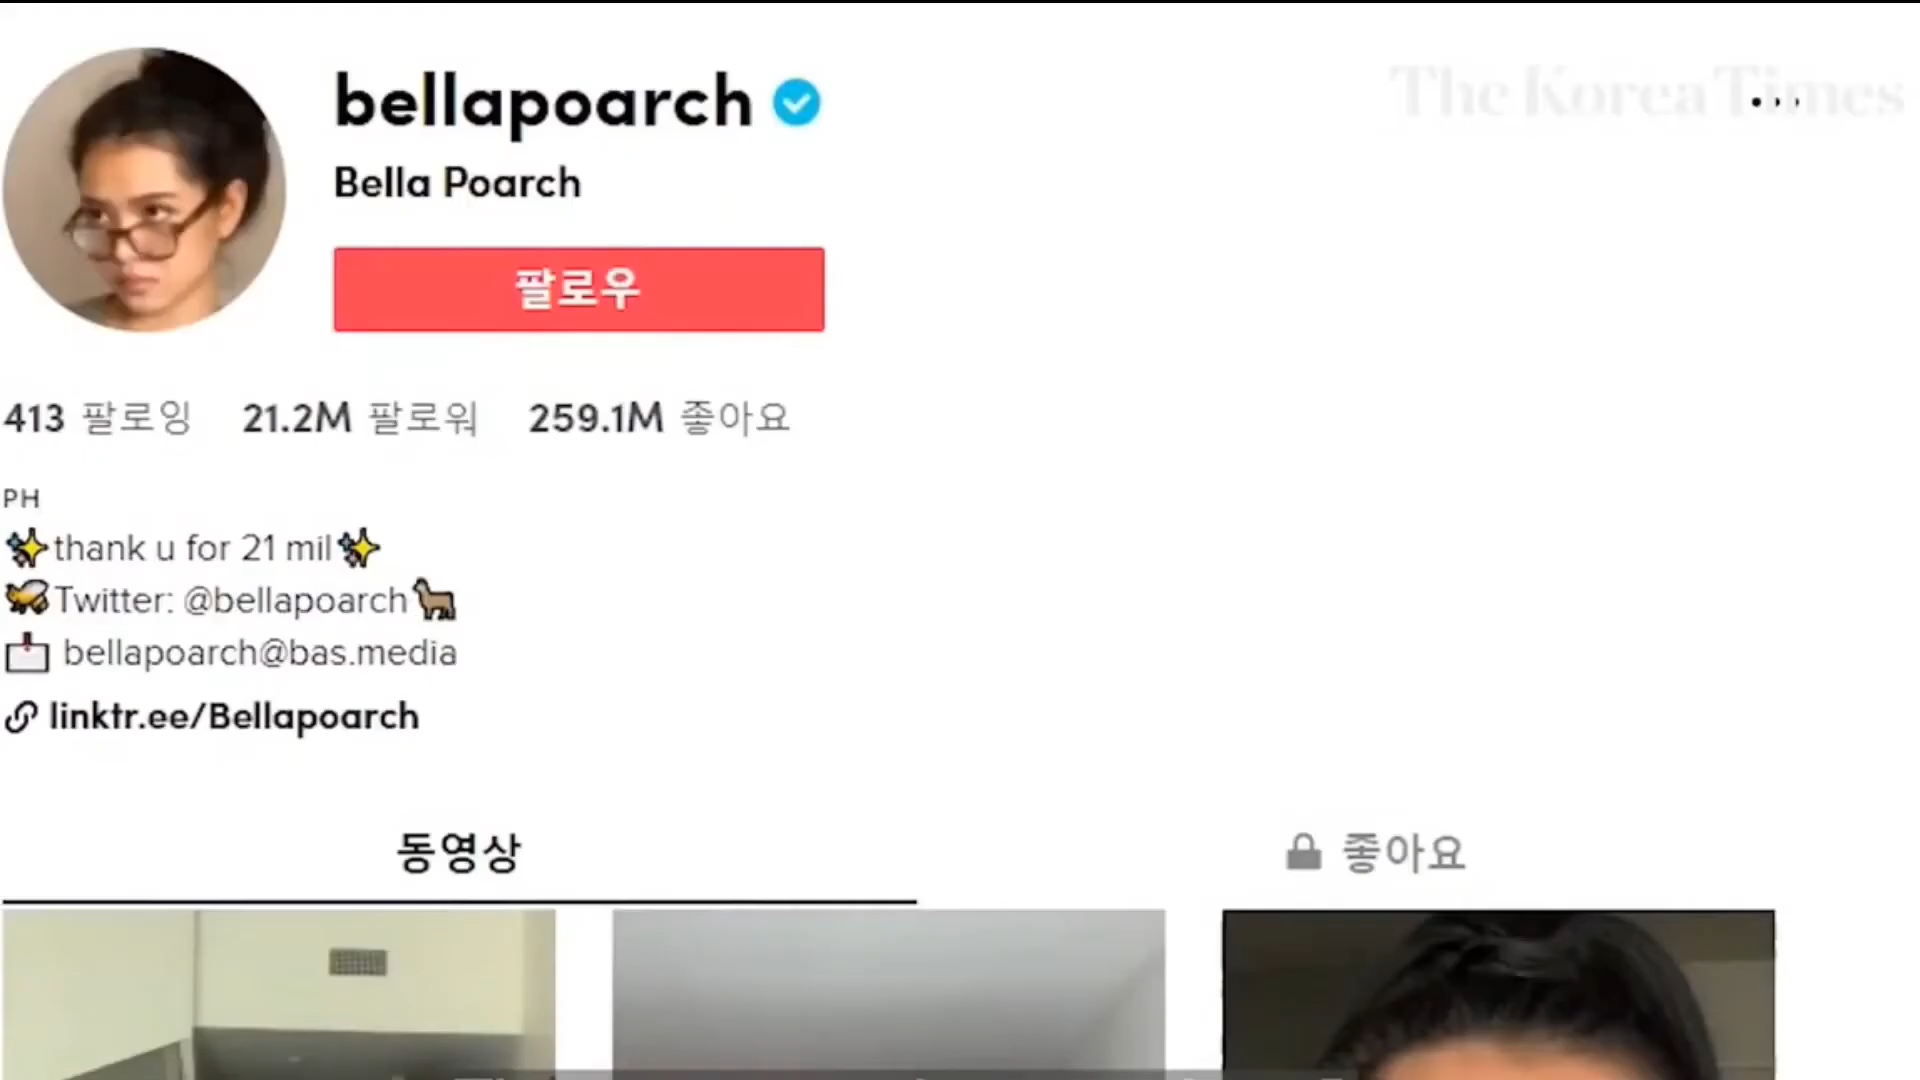 bellapoarch
The Korea Times
Bella Poarch
팔로우
413 팔로잉 21.2M 팔로워 259.1M 좋아요
PH
✨thank u for 21 mil✨
🐝Twitter: @bellapoarch🦙
📩 bellapoarch@bas.media
linktr.ee/Bellapoarch
동영상 좋아요